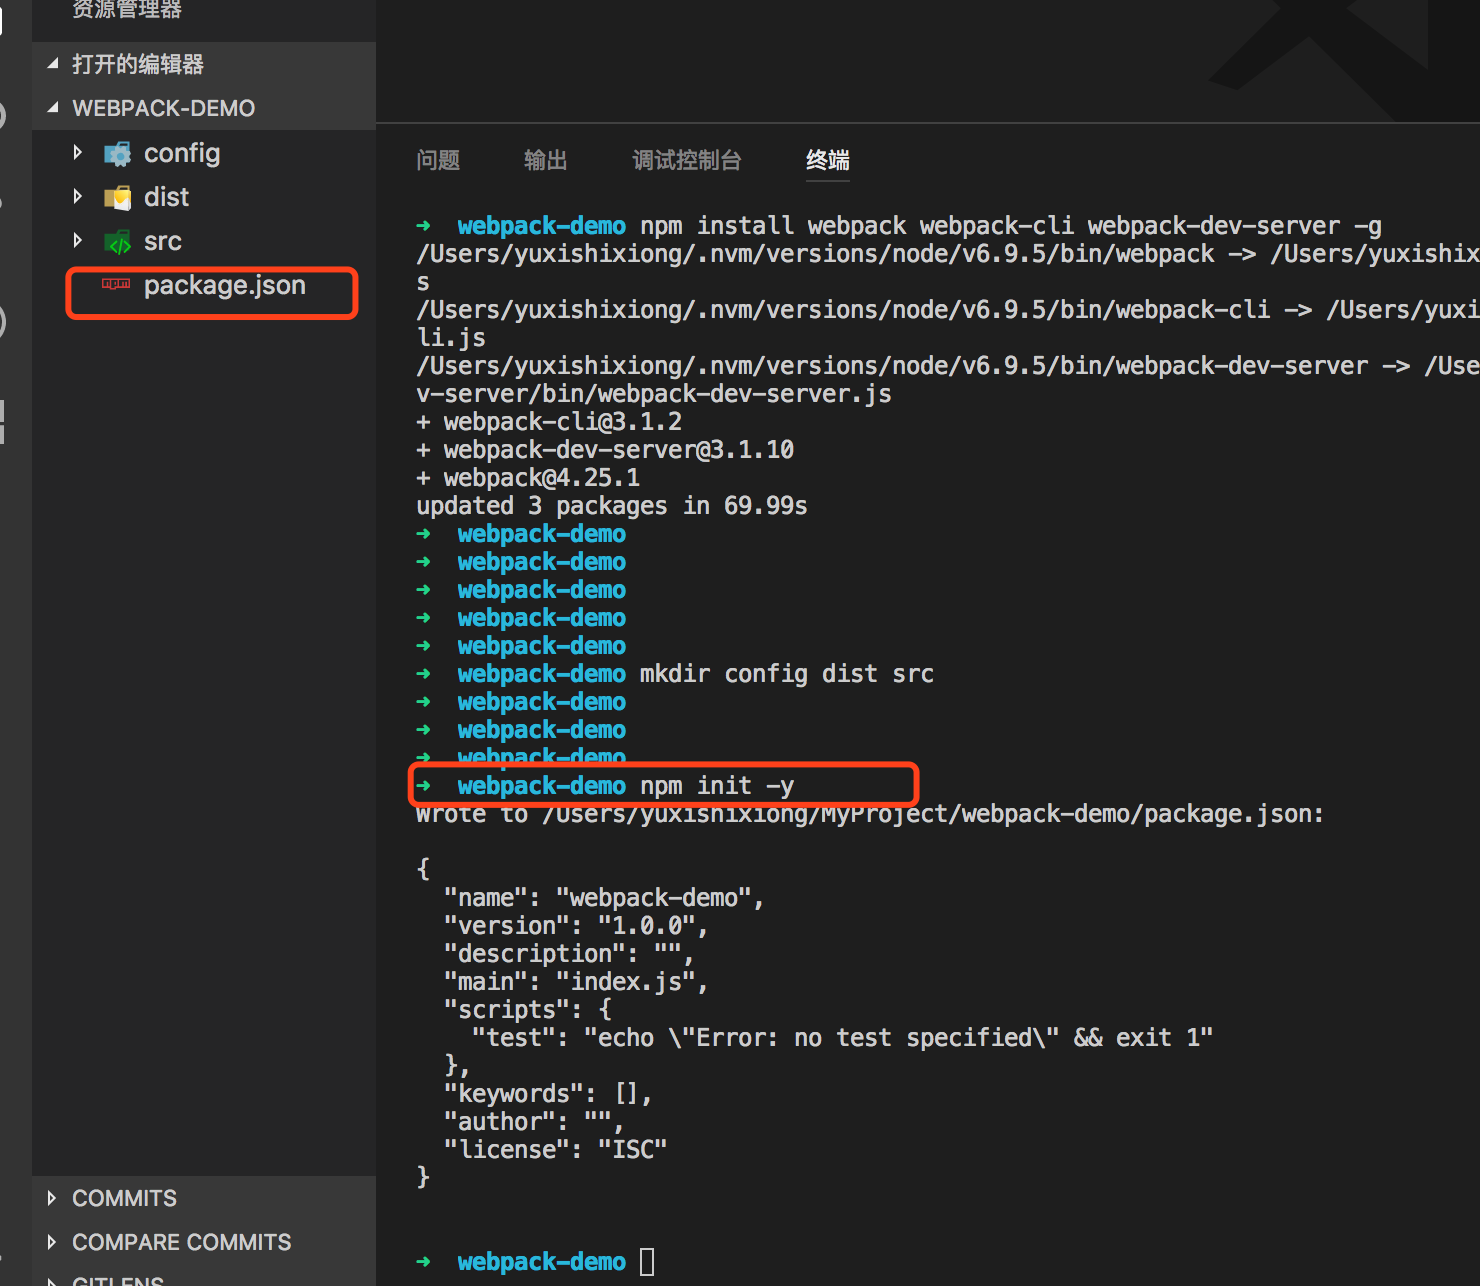 资源管理器
打开的编辑器
WEBPACK-DEMO
config
dist
src
package.json
COMMITS
COMPARE COMMITS
GITLENS
问题 输出 调试控制台 终端
➜ webpack-demo npm install webpack webpack-cli webpack-dev-server -g
/Users/yuxishixiong/.nvm/versions/node/v6.9.5/bin/webpack -> /Users/yuxishix
s
/Users/yuxishixiong/.nvm/versions/node/v6.9.5/bin/webpack-cli -> /Users/yuxi
li.js
/Users/yuxishixiong/.nvm/versions/node/v6.9.5/bin/webpack-dev-server -> /Use
v-server/bin/webpack-dev-server.js
+ webpack-cli@3.1.2
+ webpack-dev-server@3.1.10
+ webpack@4.25.1
updated 3 packages in 69.99s
➜ webpack-demo
➜ webpack-demo
➜ webpack-demo
➜ webpack-demo
➜ webpack-demo
➜ webpack-demo mkdir config dist src
➜ webpack-demo
➜ webpack-demo
➜ webpack-demo
➜ webpack-demo npm init -y
Wrote to /Users/yuxishixiong/MyProject/webpack-demo/package.json:
{
"name": "webpack-demo",
"version": "1.0.0",
"description": "",
"main": "index.js",
"scripts": {
"test": "echo \"Error: no test specified\" && exit 1"
},
"keywords": [],
"author": "",
"license": "ISC"
}
➜ webpack-demo